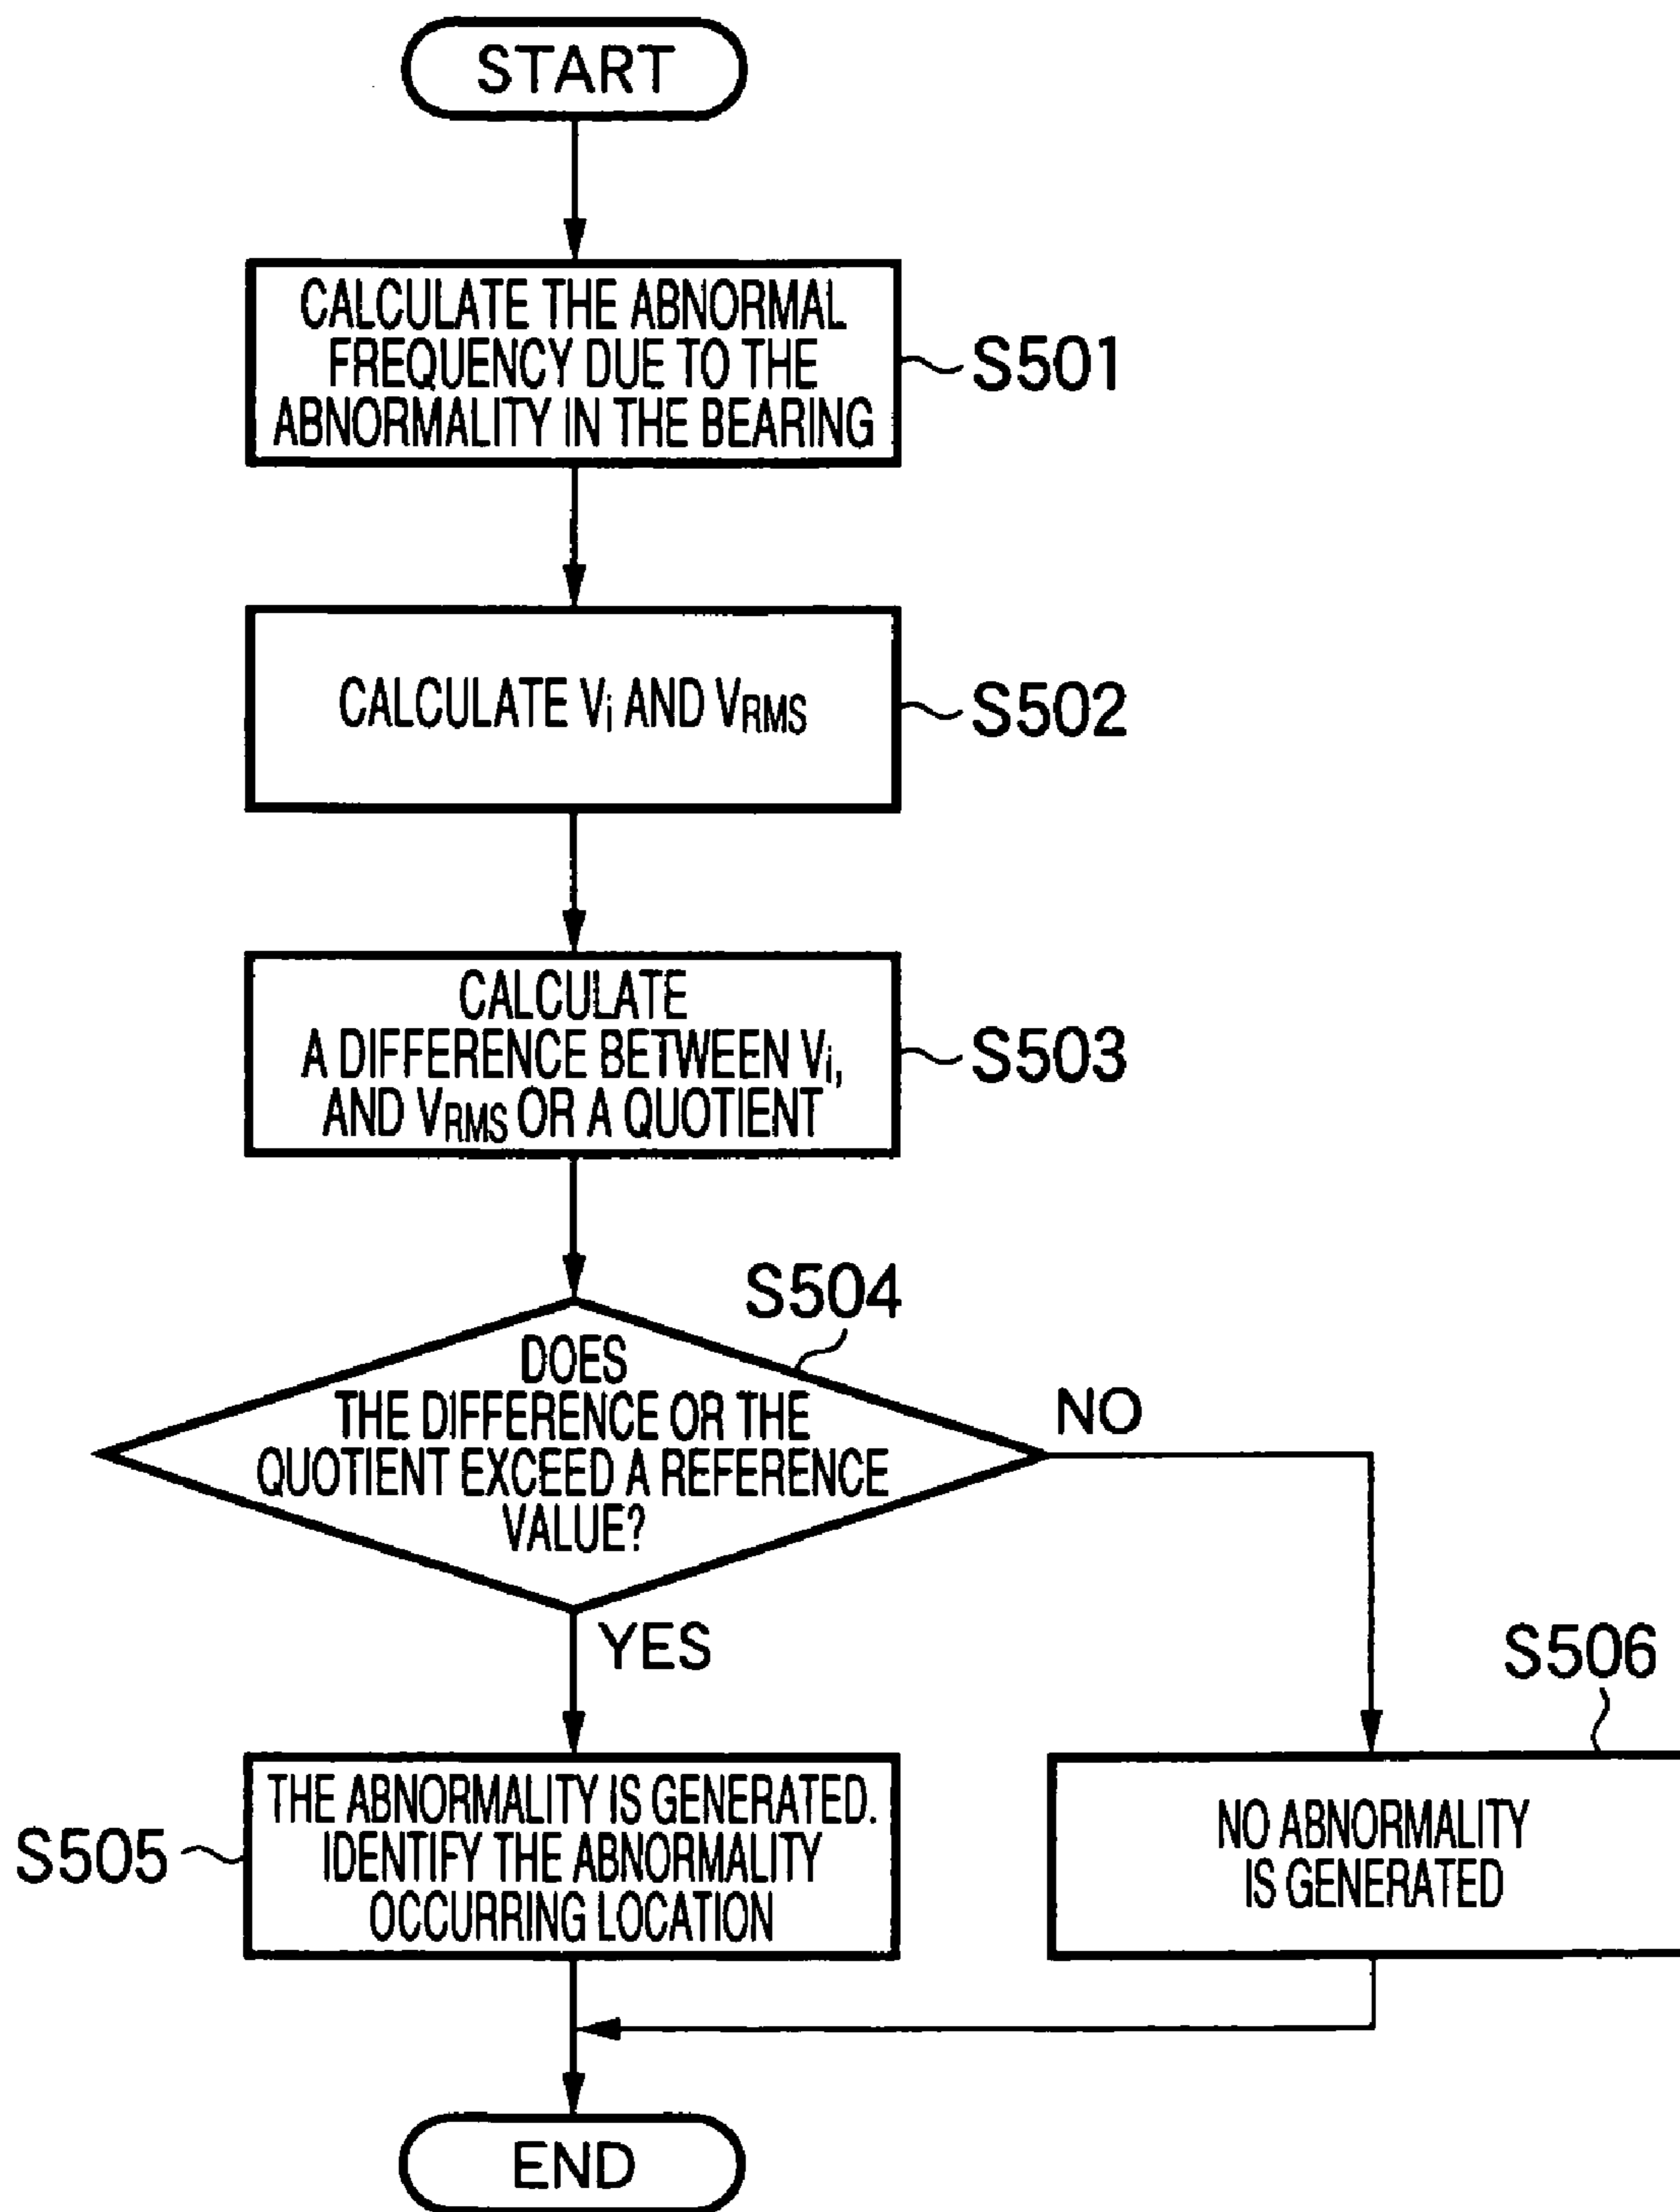 START
CALCULATE THE ABNORMAL
FREQUENCY DUE TO THE
ABNORMALITY IN THE BEARING
S501
CALCULATE Vi AND VRMS
S502
CALCULATE
A DIFFERENCE BETWEEN Vi,
AND VRMS OR A QUOTIENT
S503
S504
DOES
THE DIFFERENCE OR THE
QUOTIENT EXCEED A REFERENCE
VALUE?
NO
YES
S506
THE ABNORMALITY IS GENERATED.
IDENTIFY THE ABNORMALITY
OCCURRING LOCATION
S505
NO ABNORMALITY
IS GENERATED
END